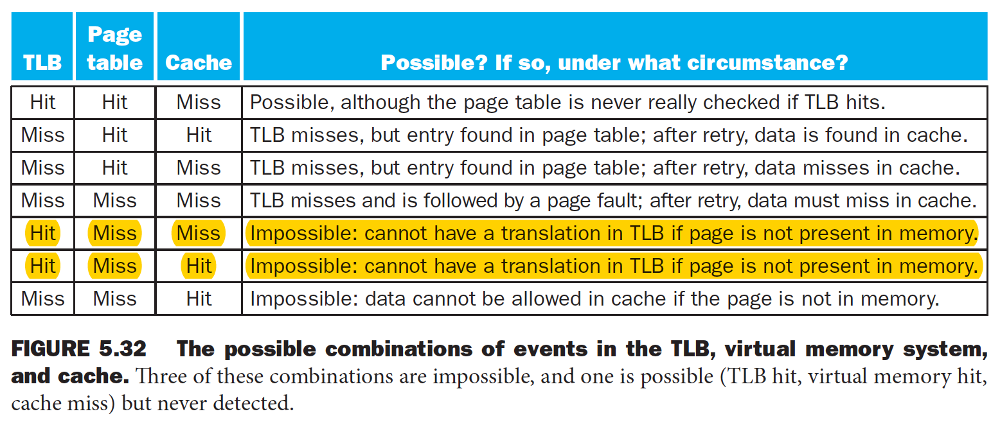 TLB Page table Cache Possible? If so, under what circumstance?
Hit Hit Miss Possible, although the page table is never really checked if TLB hits.
Miss Hit Hit TLB misses, but entry found in page table; after retry, data is found in cache.
Miss Hit Miss TLB misses, but entry found in page table; after retry, data misses in cache.
Miss Miss Miss TLB misses and is followed by a page fault; after retry, data must miss in cache.
Hit Miss Miss Impossible: cannot have a translation in TLB if page is not present in memory.
Hit Miss Hit Impossible: cannot have a translation in TLB if page is not present in memory.
Miss Miss Hit Impossible: data cannot be allowed in cache if the page is not in memory.
FIGURE 5.32 The possible combinations of events in the TLB, virtual memory system,
and cache. Three of these combinations are impossible, and one is possible (TLB hit, virtual memory hit,
cache miss) but never detected.